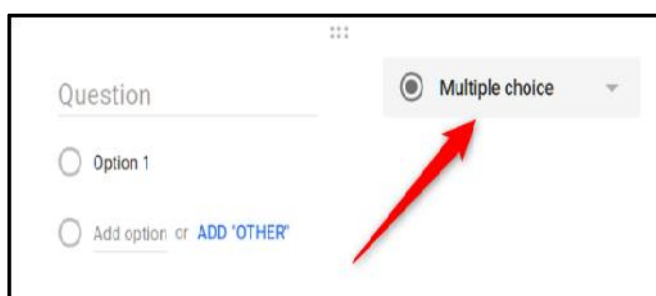 Question
Multiple choice
Option 1
Add option or ADD "OTHER"